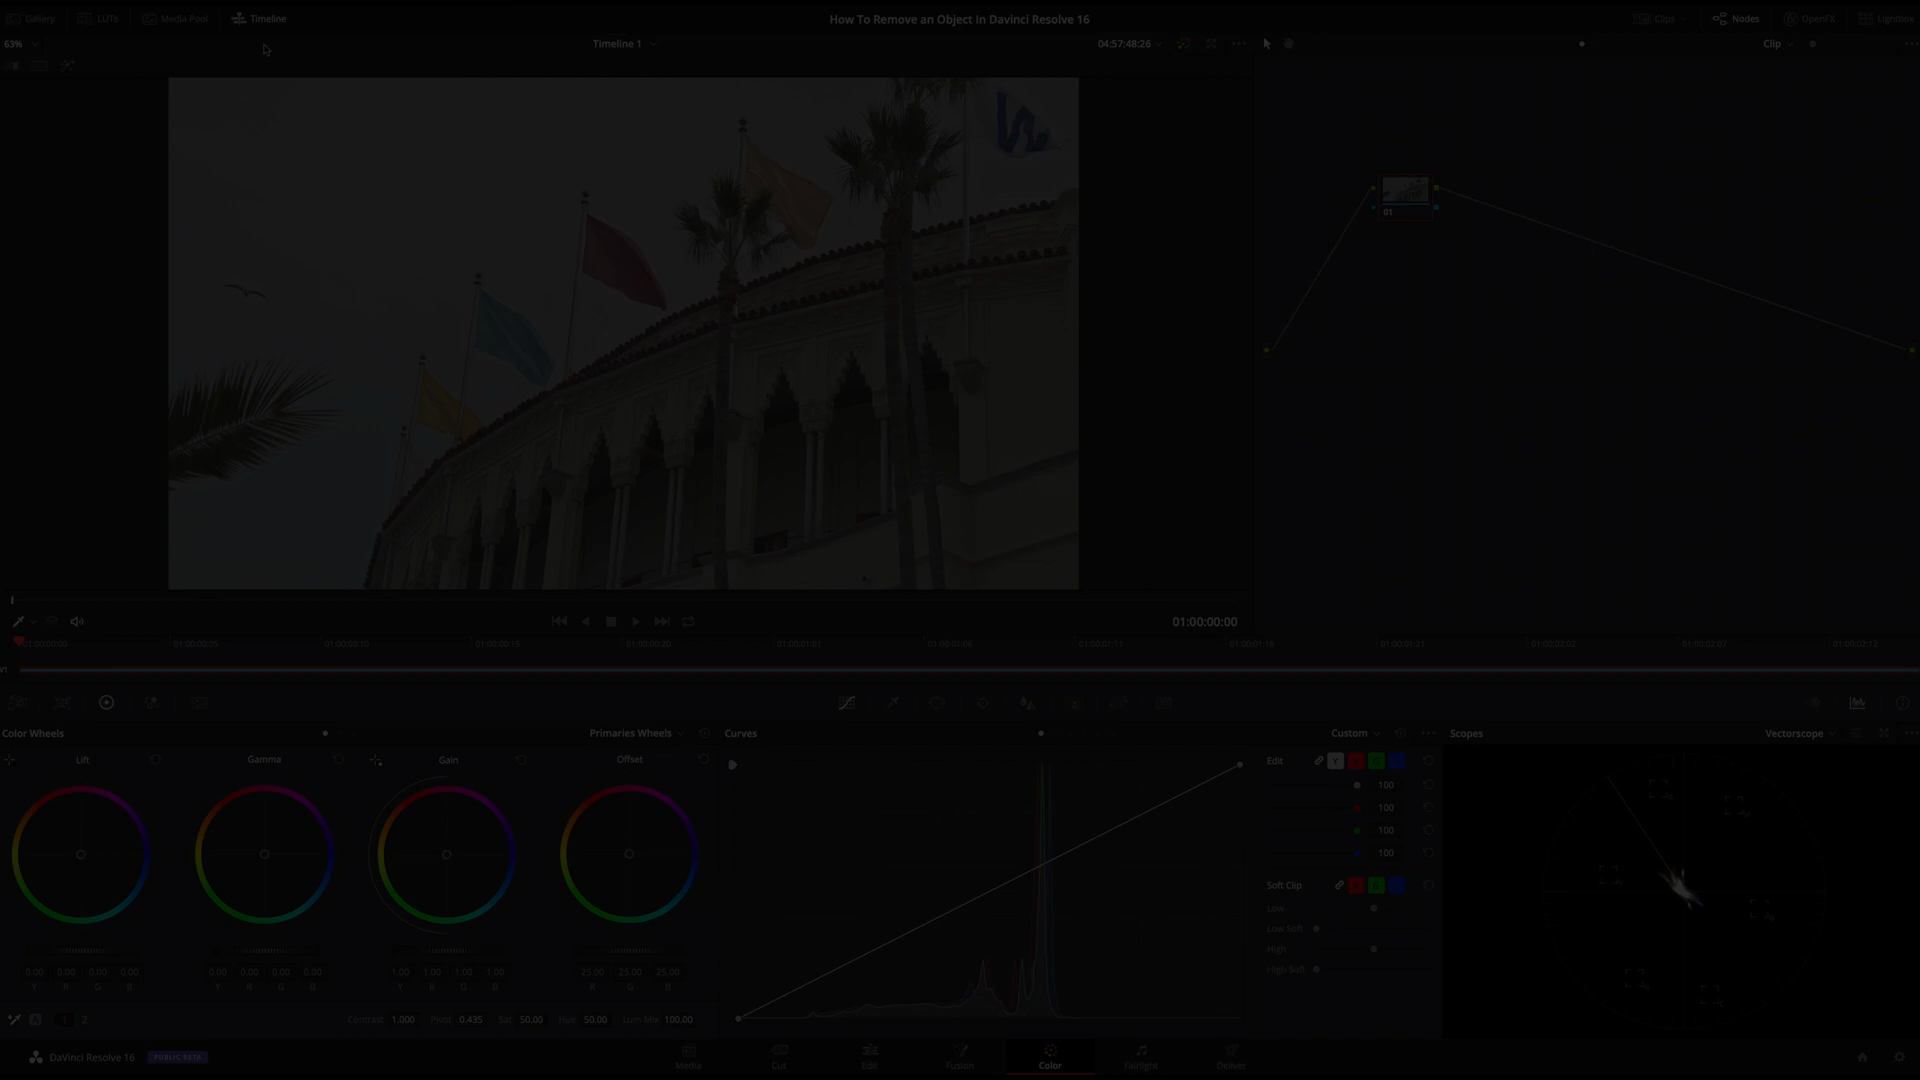 Gallery LUTs Media Pool Timeline How To Remove an Object In Davinci Resolve 16 Clips Nodes OpenFX Lightbox
63% Timeline 1 04:57:48:26 Clip
01
01:00:00:00
01:00:00:00 01:00:00:05 01:00:00:10 01:00:00:15 01:00:00:20 01:00:01:01 01:00:01:06 01:00:01:11 01:00:01:16 01:00:01:21 01:00:02:02 01:00:02:07 01:00:02:12
V1
Color Wheels Primaries Wheels Curves Custom Scopes Vectorscope
Lift Gamma Gain Offset Edit Y
100
100
100
100
Soft Clip
Low
Low Soft
High
High Soft
0.00 0.00 0.00 0.00 0.00 0.00 0.00 0.00 1.00 1.00 1.00 1.00 25.00 25.00 25.00
Y R G B Y R G B Y R G B R G B
A 1 2 Contrast 1.000 Pivot 0.435 Sat 50.00 Hue 50.00 Lum Mix 100.00
DaVinci Resolve 16 PUBLIC BETA Media Cut Edit Fusion Color Fairlight Deliver